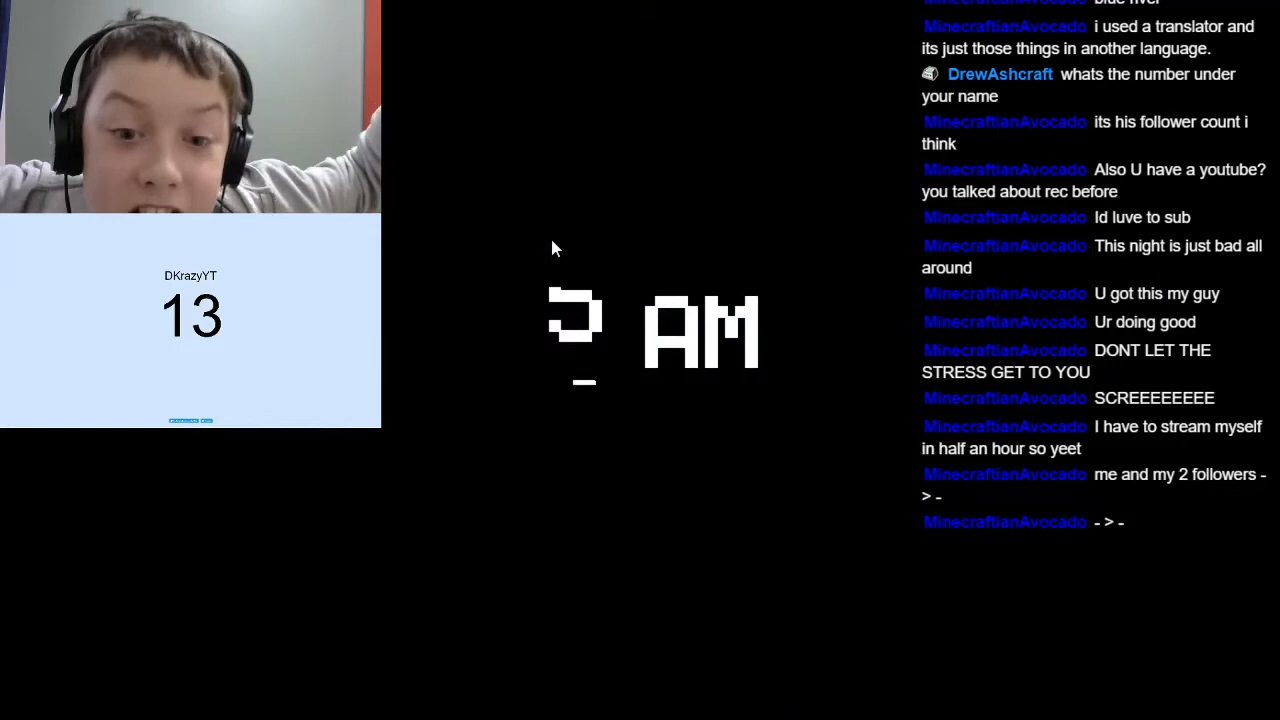 DKrazyYT
13
5 AM
blue river
MinecraftianAvocado i used a translator and
its just those things in another language.
DrewAshcraft whats the number under
your name
MinecraftianAvocado its his follower count i
think
MinecraftianAvocado Also U have a youtube?
you talked about rec before
MinecraftianAvocado Id luve to sub
MinecraftianAvocado This night is just bad all
around
MinecraftianAvocado U got this my guy
MinecraftianAvocado Ur doing good
MinecraftianAvocado DONT LET THE
STRESS GET TO YOU
MinecraftianAvocado SCREEEEEEEE
MinecraftianAvocado I have to stream myself
in half an hour so yeet
MinecraftianAvocado me and my 2 followers -
> -
MinecraftianAvocado - > -